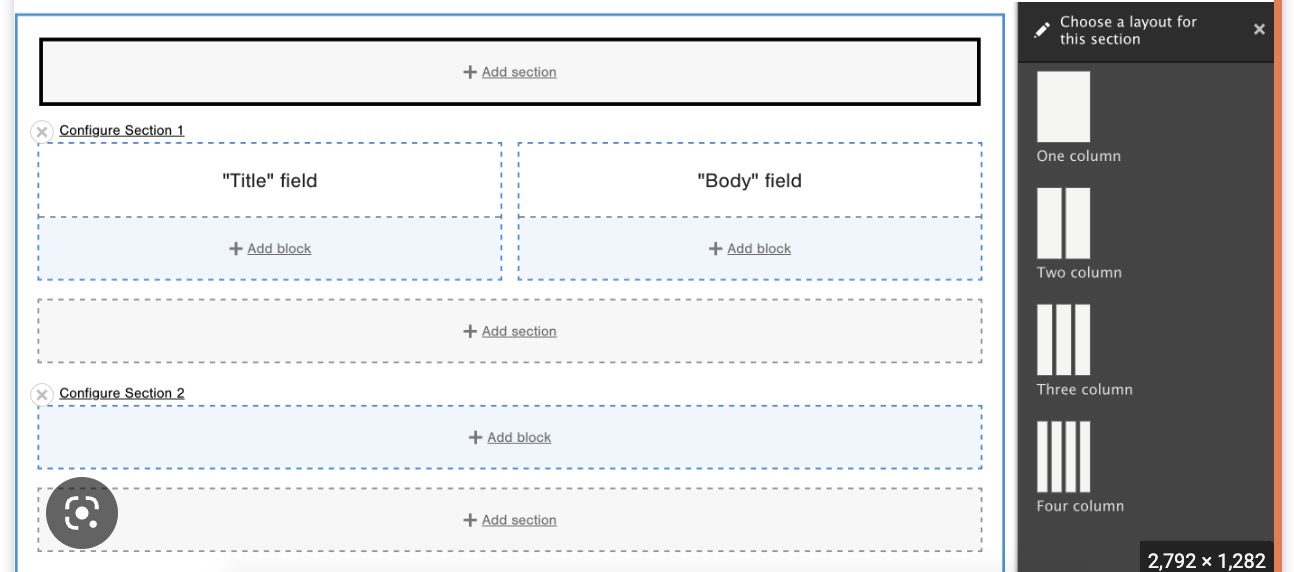 + Add section
Configure Section 1
"Title" field
"Body" field
+ Add block
+ Add block
+ Add section
Configure Section 2
+ Add block
+ Add section
Choose a layout for
this section
One column
Two column
Three column
Four column
2,792 × 1,282